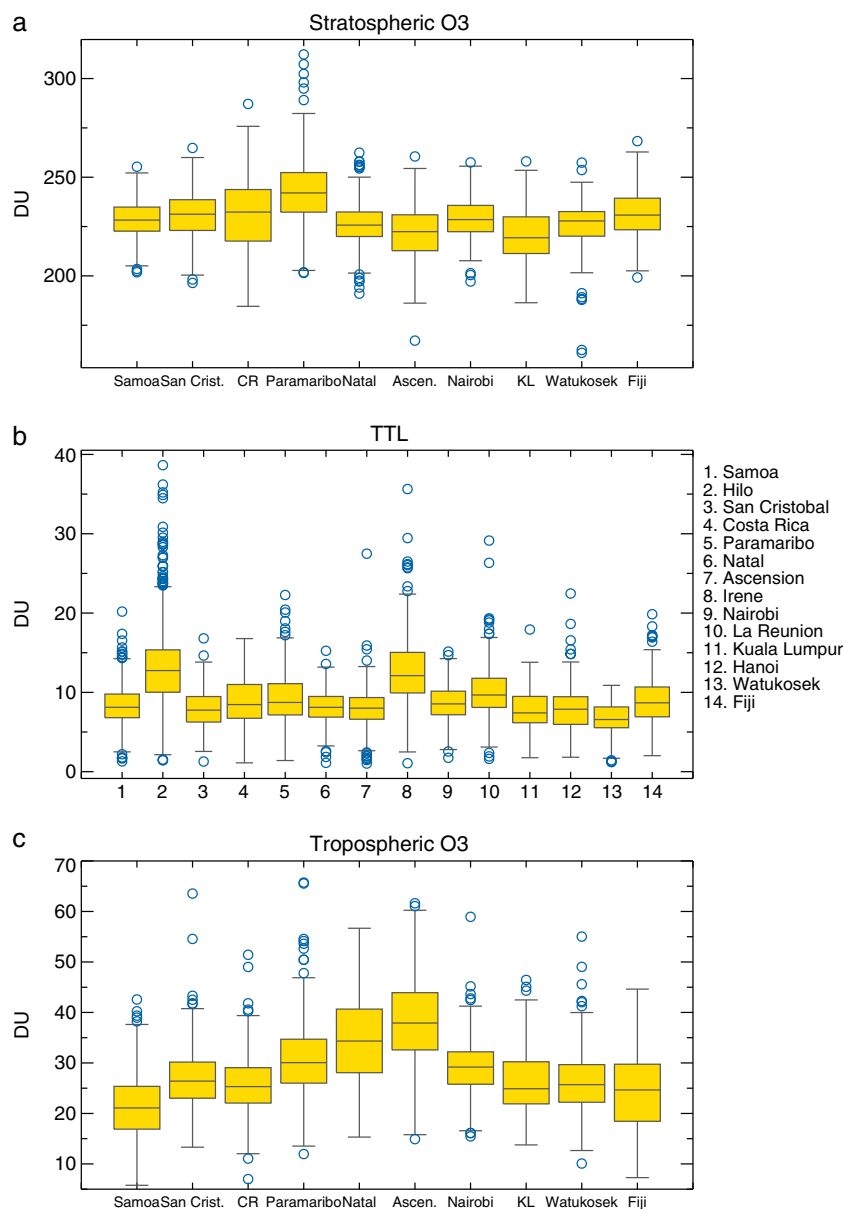 a
Stratospheric O3
300
250
200
DU
Samoa San Crist. CR Paramaribo Natal Ascen. Nairobi KL Watukosek Fiji
b
TTL
40
30
20
10
0
DU
1 2 3 4 5 6 7 8 9 10 11 12 13 14
1. Samoa
2. Hilo
3. San Cristobal
4. Costa Rica
5. Paramaribo
6. Natal
7. Ascension
8. Irene
9. Nairobi
10. La Reunion
11. Kuala Lumpur
12. Hanoi
13. Watukosek
14. Fiji
c
Tropospheric O3
70
60
50
40
30
20
10
DU
Samoa San Crist. CR Paramaribo Natal Ascen. Nairobi KL Watukosek Fiji